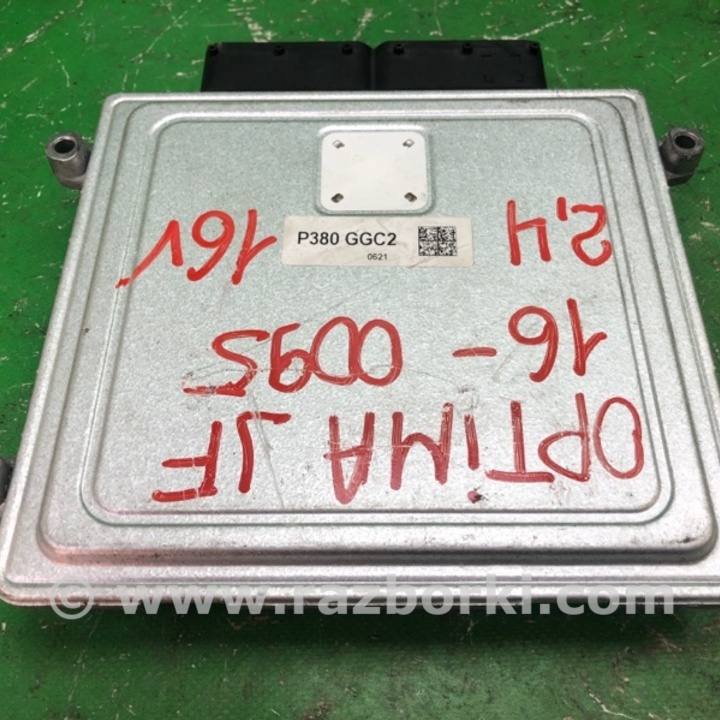 OPTIMA JF
16- 0095
2,4 16v
P380 GGC2
0621
© www.razborki.com